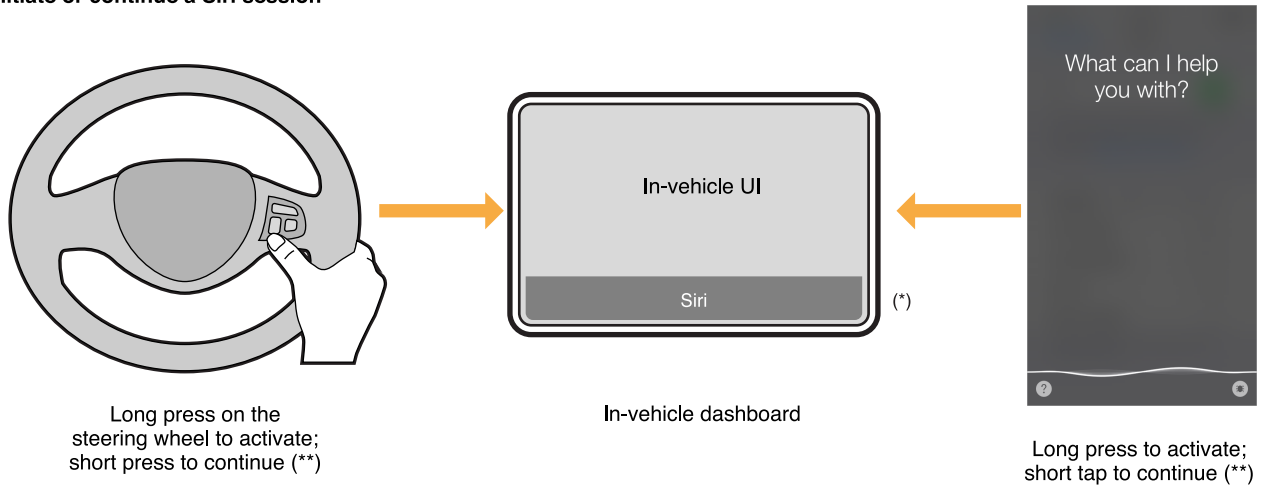 What can I help
you with?
In-vehicle UI
Siri
(*)
?
Long press on the
steering wheel to activate;
short press to continue (**)
In-vehicle dashboard
Long press to activate;
short tap to continue (**)